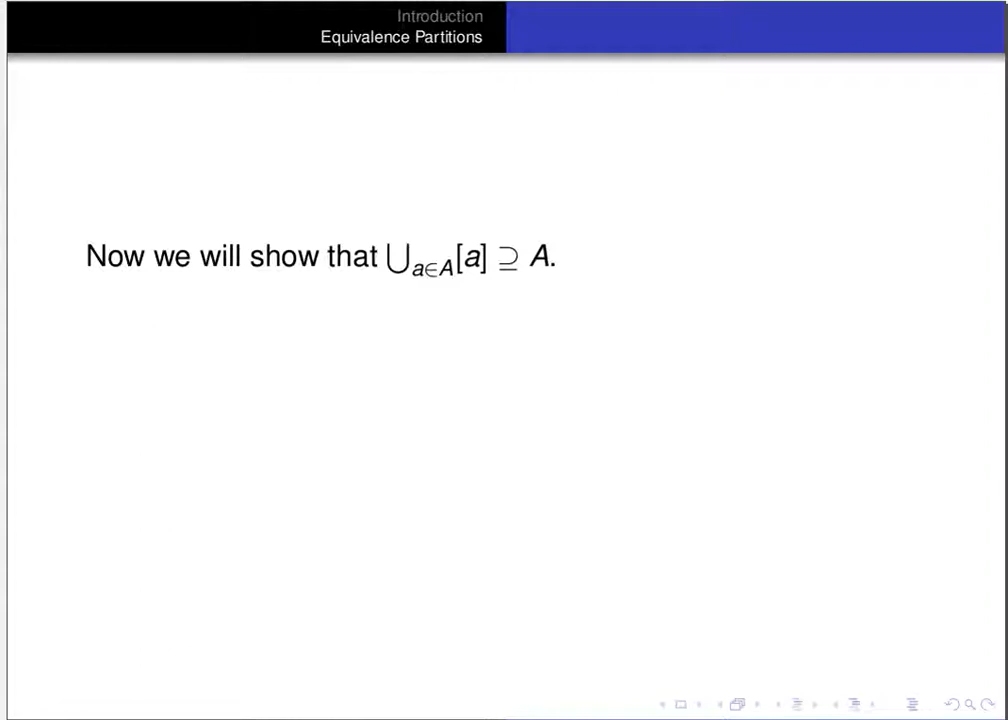 Introduction
Equivalence Partitions
Now we will show that ⋃a∈A[a] ⊇ A.